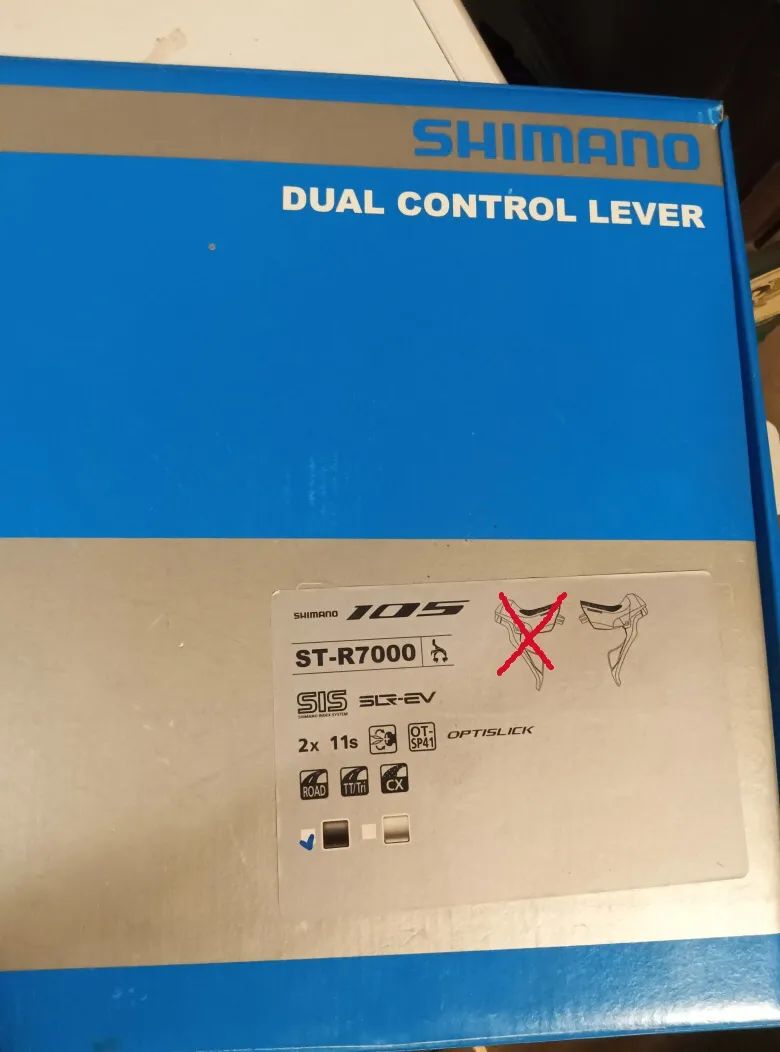 SHIMANO
DUAL CONTROL LEVER
SHIMANO 105
ST-R7000
SIS SLR-EV
SHIMANO INDEX SYSTEM
2x 11s OT-SP41 OPTISLICK
ROAD TT/Tri CX